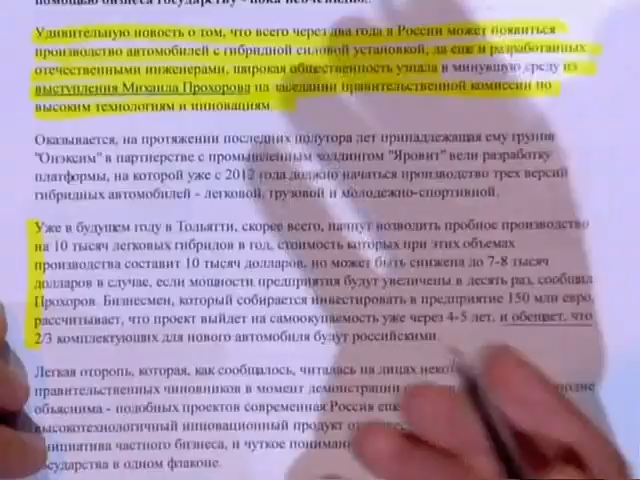 помощью бизнеса государству - пока
Удивительную новость о том, что всего через два года в России может появиться
производство автомобилей с гибридной силовой установкой, да еще и разработанных
отечественными инженерами, широкая общественность узнала в минувшую среду из
выступления Михаила Прохорова на заседании правительственной комиссии по
высоким технологиям и инновациям.
Оказывается, на протяжении последних полутора лет принадлежащая ему группа
"Онэксим" в партнерстве с промышленным холдингом "Яровит" вели разработку
платформы, на которой уже с 2012 года должно начаться производство трех версий
гибридных автомобилей - легковой, грузовой и молодежно-спортивной.
Уже в будущем году в Тольятти, скорее всего, начнут возводить пробное производство
на 10 тысяч легковых гибридов в год, стоимость которых при этих объемах
производства составит 10 тысяч долларов, но может быть снижена до 7-8 тысяч
долларов в случае, если мощности предприятия будут увеличены в десять раз, сообщил
Прохоров. Бизнесмен, который собирается инвестировать в предприятие 150 млн евро,
рассчитывает, что проект выйдет на самоокупаемость уже через 4-5 лет, и обещает, что
2/3 комплектующих для нового автомобиля будут российскими.
Легкая оторопь, которая, как сообщалось, читалась на лицах
правительственных чиновников в момент демонстрации
объяснима - подобных проектов современная Россия еще
высокотехнологичный инновационный продукт
инициатива частного бизнеса, и чуткое
государства в одном флаконе.